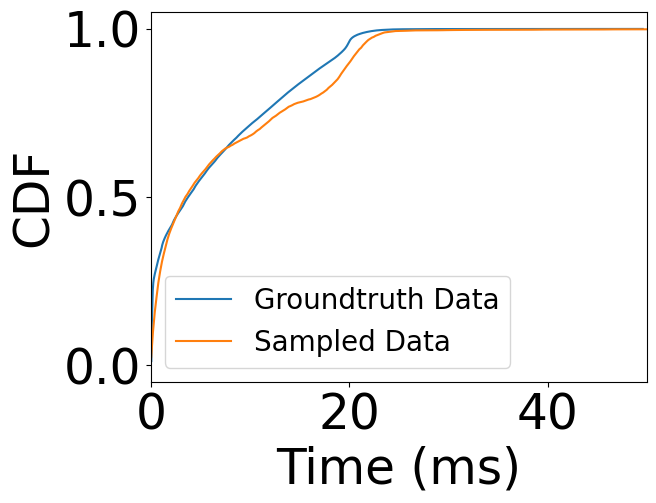 1.0
0.5
0.0
CDF
Groundtruth Data
Sampled Data
0 20 40
Time (ms)